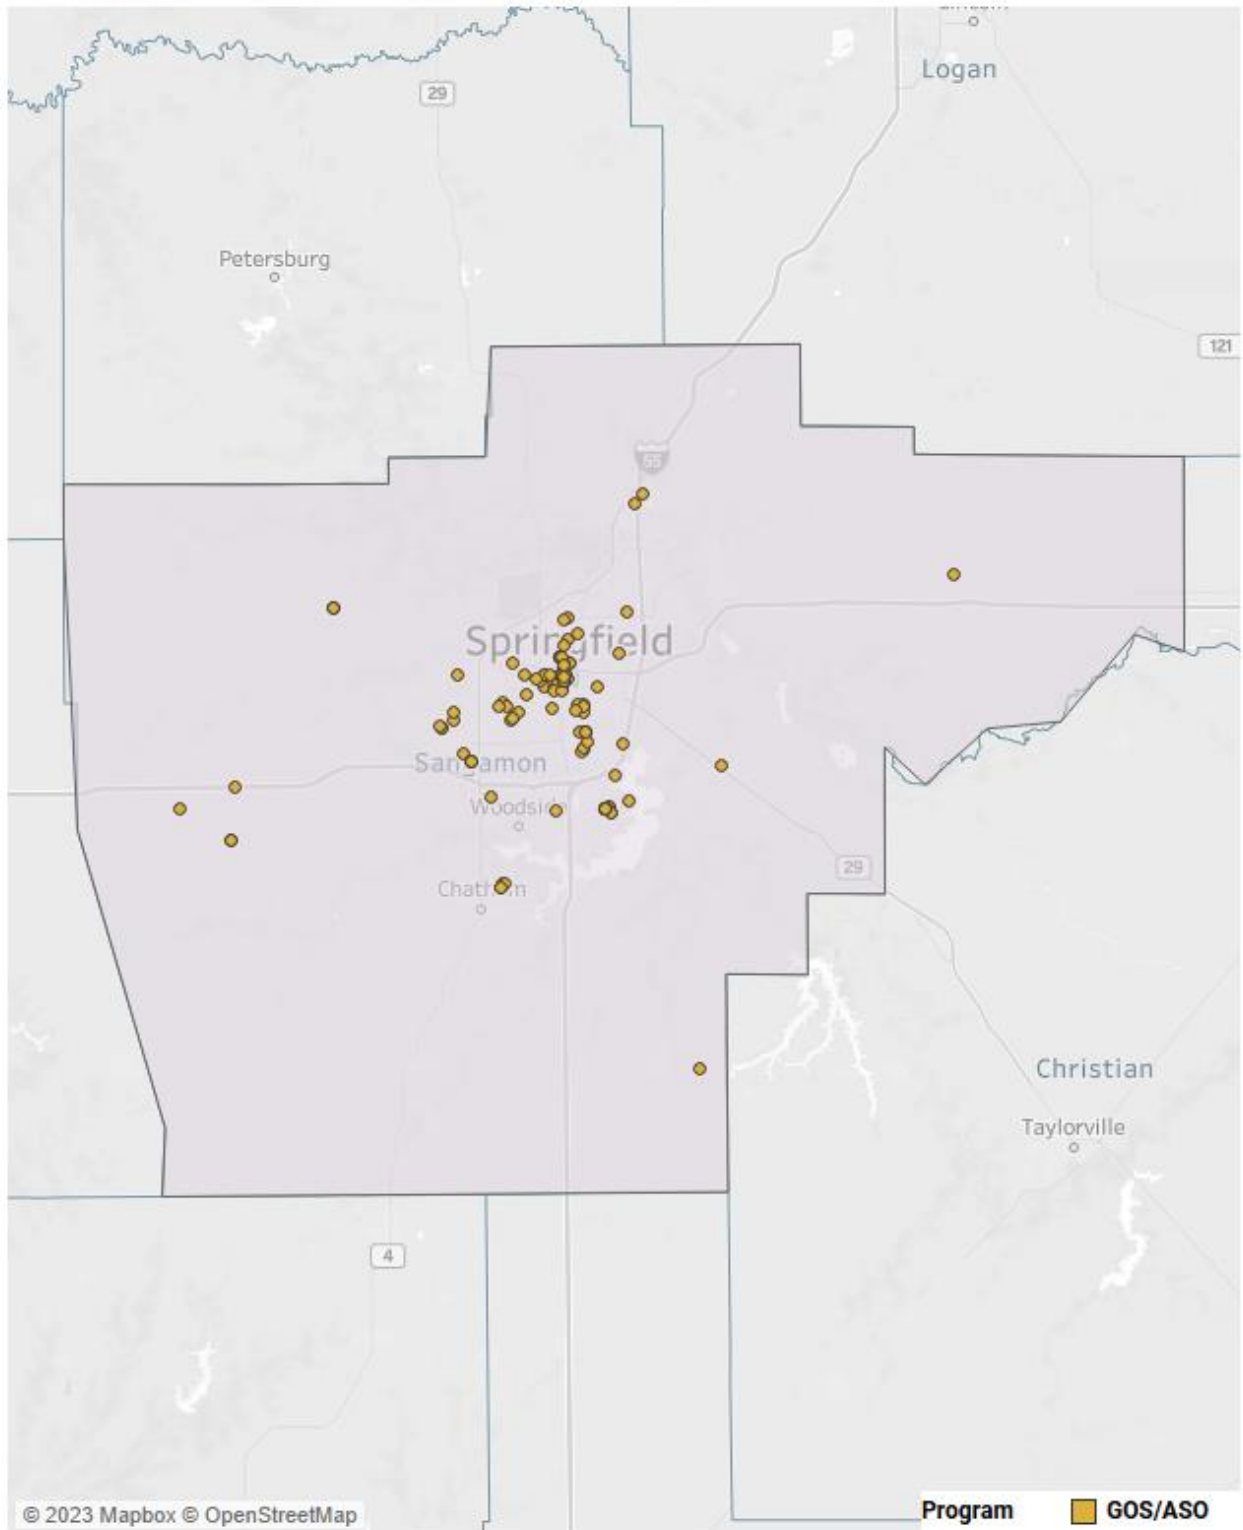 Lincoln
Logan
29
Petersburg
121
55
Springfield
Sangamon
Woodside
29
Chatham
Christian
Taylorville
4
© 2023 Mapbox © OpenStreetMap
Program GOS/ASO